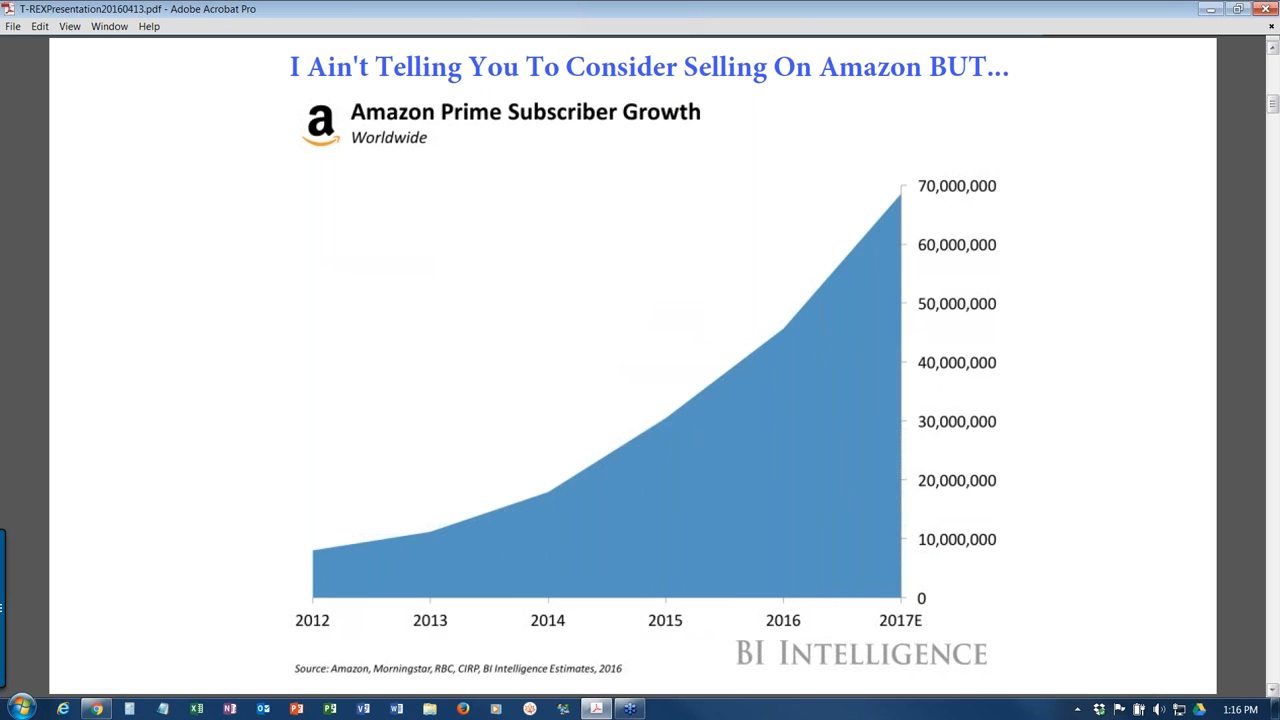 T-REXPresentation20160413.pdf - Adobe Acrobat Pro
File Edit View Window Help
I Ain't Telling You To Consider Selling On Amazon BUT...
a
Amazon Prime Subscriber Growth
Worldwide
70,000,000
60,000,000
50,000,000
40,000,000
30,000,000
20,000,000
10,000,000
0
2012 2013 2014 2015 2016 2017E
BI INTELLIGENCE
Source: Amazon, Morningstar, RBC, CIRP, BI Intelligence Estimates, 2016
1:16 PM